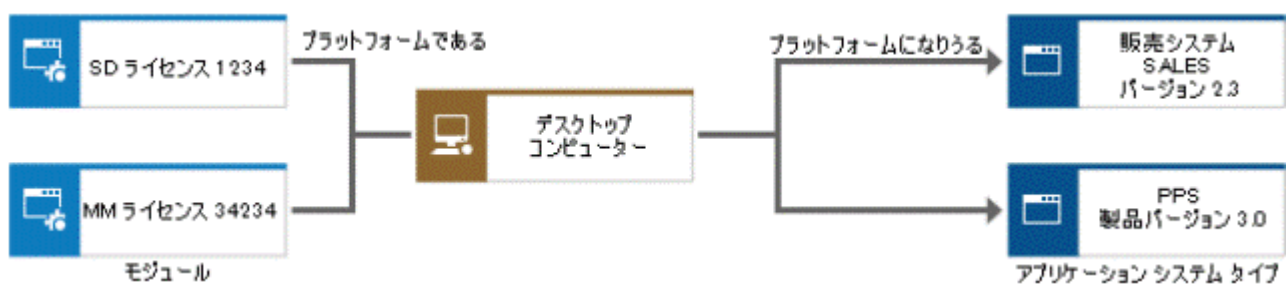 SD ライセンス 1234
プラットフォームである
MM ライセンス 34234
モジュール
デスクトップ
コンピューター
プラットフォームになりうる
販売システム
SALES
バージョン 2.3
PPS
製品バージョン 3.0
アプリケーション システム タイプ